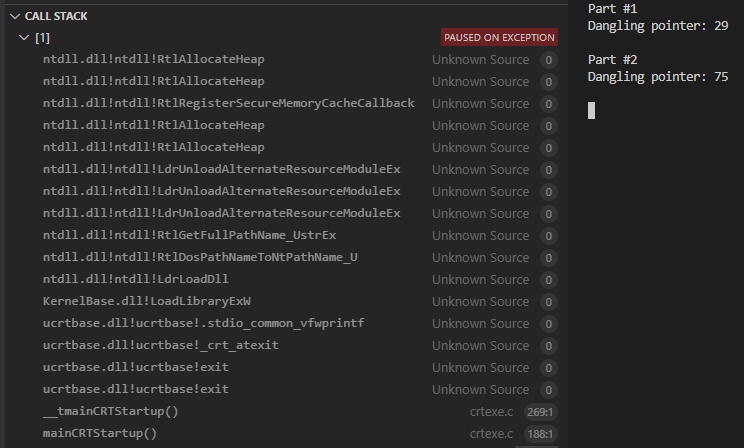 CALL STACK
[1] PAUSED ON EXCEPTION
ntdll.dll!ntdll!RtlAllocateHeap Unknown Source 0
ntdll.dll!ntdll!RtlAllocateHeap Unknown Source 0
ntdll.dll!ntdll!RtlRegisterSecureMemoryCacheCallback Unknown Source 0
ntdll.dll!ntdll!RtlAllocateHeap Unknown Source 0
ntdll.dll!ntdll!RtlAllocateHeap Unknown Source 0
ntdll.dll!ntdll!LdrUnloadAlternateResourceModuleEx Unknown Source 0
ntdll.dll!ntdll!LdrUnloadAlternateResourceModuleEx Unknown Source 0
ntdll.dll!ntdll!LdrUnloadAlternateResourceModuleEx Unknown Source 0
ntdll.dll!ntdll!RtlGetFullPathName_UstrEx Unknown Source 0
ntdll.dll!ntdll!RtlDosPathNameToNtPathName_U Unknown Source 0
ntdll.dll!ntdll!LdrLoadDll Unknown Source 0
KernelBase.dll!LoadLibraryExW Unknown Source 0
ucrtbase.dll!ucrtbase!.stdio_common_vfwprintf Unknown Source 0
ucrtbase.dll!ucrtbase!_crt_atexit Unknown Source 0
ucrtbase.dll!ucrtbase!exit Unknown Source 0
ucrtbase.dll!ucrtbase!exit Unknown Source 0
__tmainCRTStartup() crtexe.c 269:1
mainCRTStartup() crtexe.c 188:1
Part #1
Dangling pointer: 29
Part #2
Dangling pointer: 75